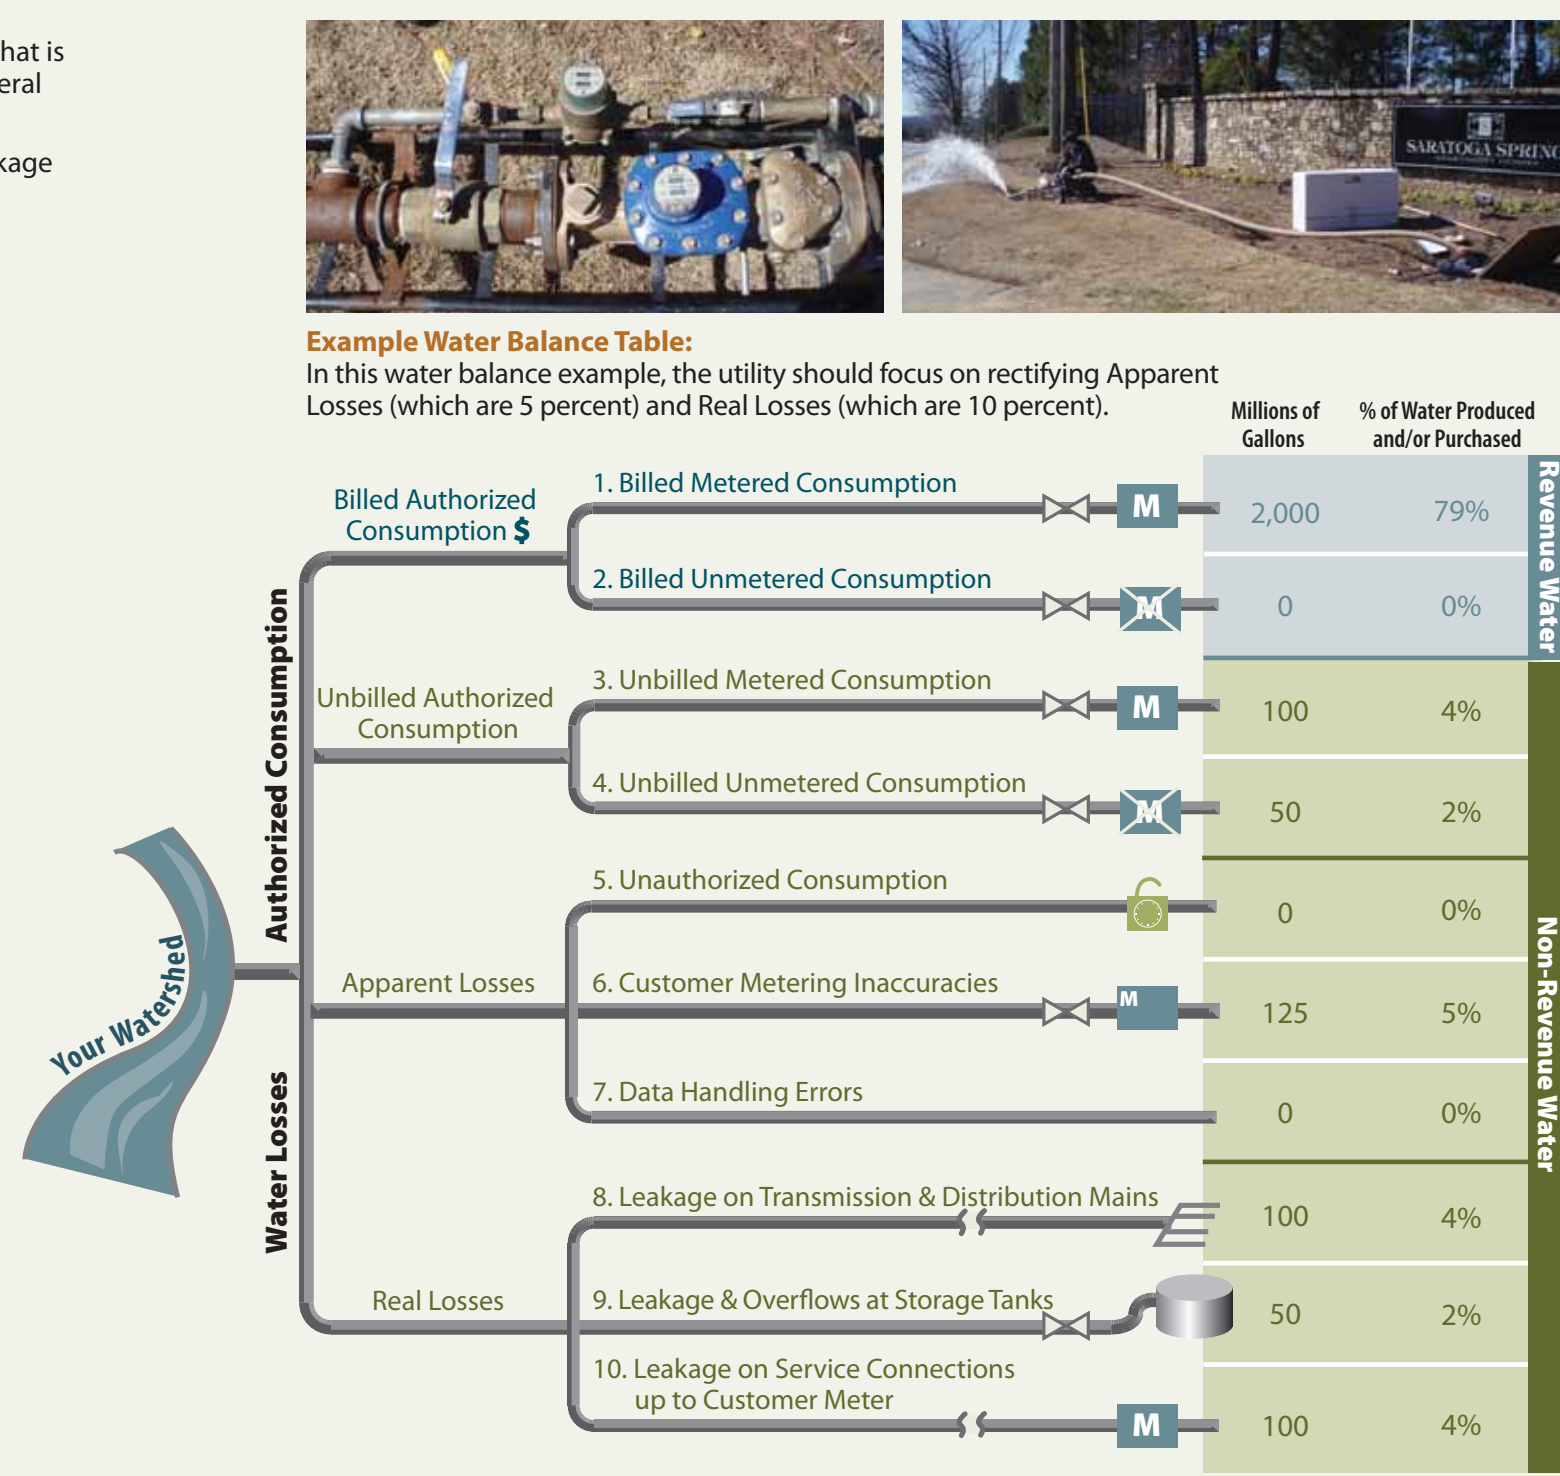 hat is
eral
kage
SARATOGA SPRING
Example Water Balance Table:
In this water balance example, the utility should focus on rectifying Apparent
Losses (which are 5 percent) and Real Losses (which are 10 percent).
Millions of
Gallons
% of Water Produced
and/or Purchased
Billed Authorized
Consumption $
1. Billed Metered Consumption
M
2,000
79%
2. Billed Unmetered Consumption
M
0
0%
Revenue Water
Authorized Consumption
Unbilled Authorized
Consumption
3. Unbilled Metered Consumption
M
100
4%
4. Unbilled Unmetered Consumption
M
50
2%
Your Watershed
Water Losses
Apparent Losses
5. Unauthorized Consumption
0
0%
6. Customer Metering Inaccuracies
M
125
5%
7. Data Handling Errors
0
0%
Non-Revenue Water
Real Losses
8. Leakage on Transmission & Distribution Mains
100
4%
9. Leakage & Overflows at Storage Tanks
50
2%
10. Leakage on Service Connections
up to Customer Meter
M
100
4%